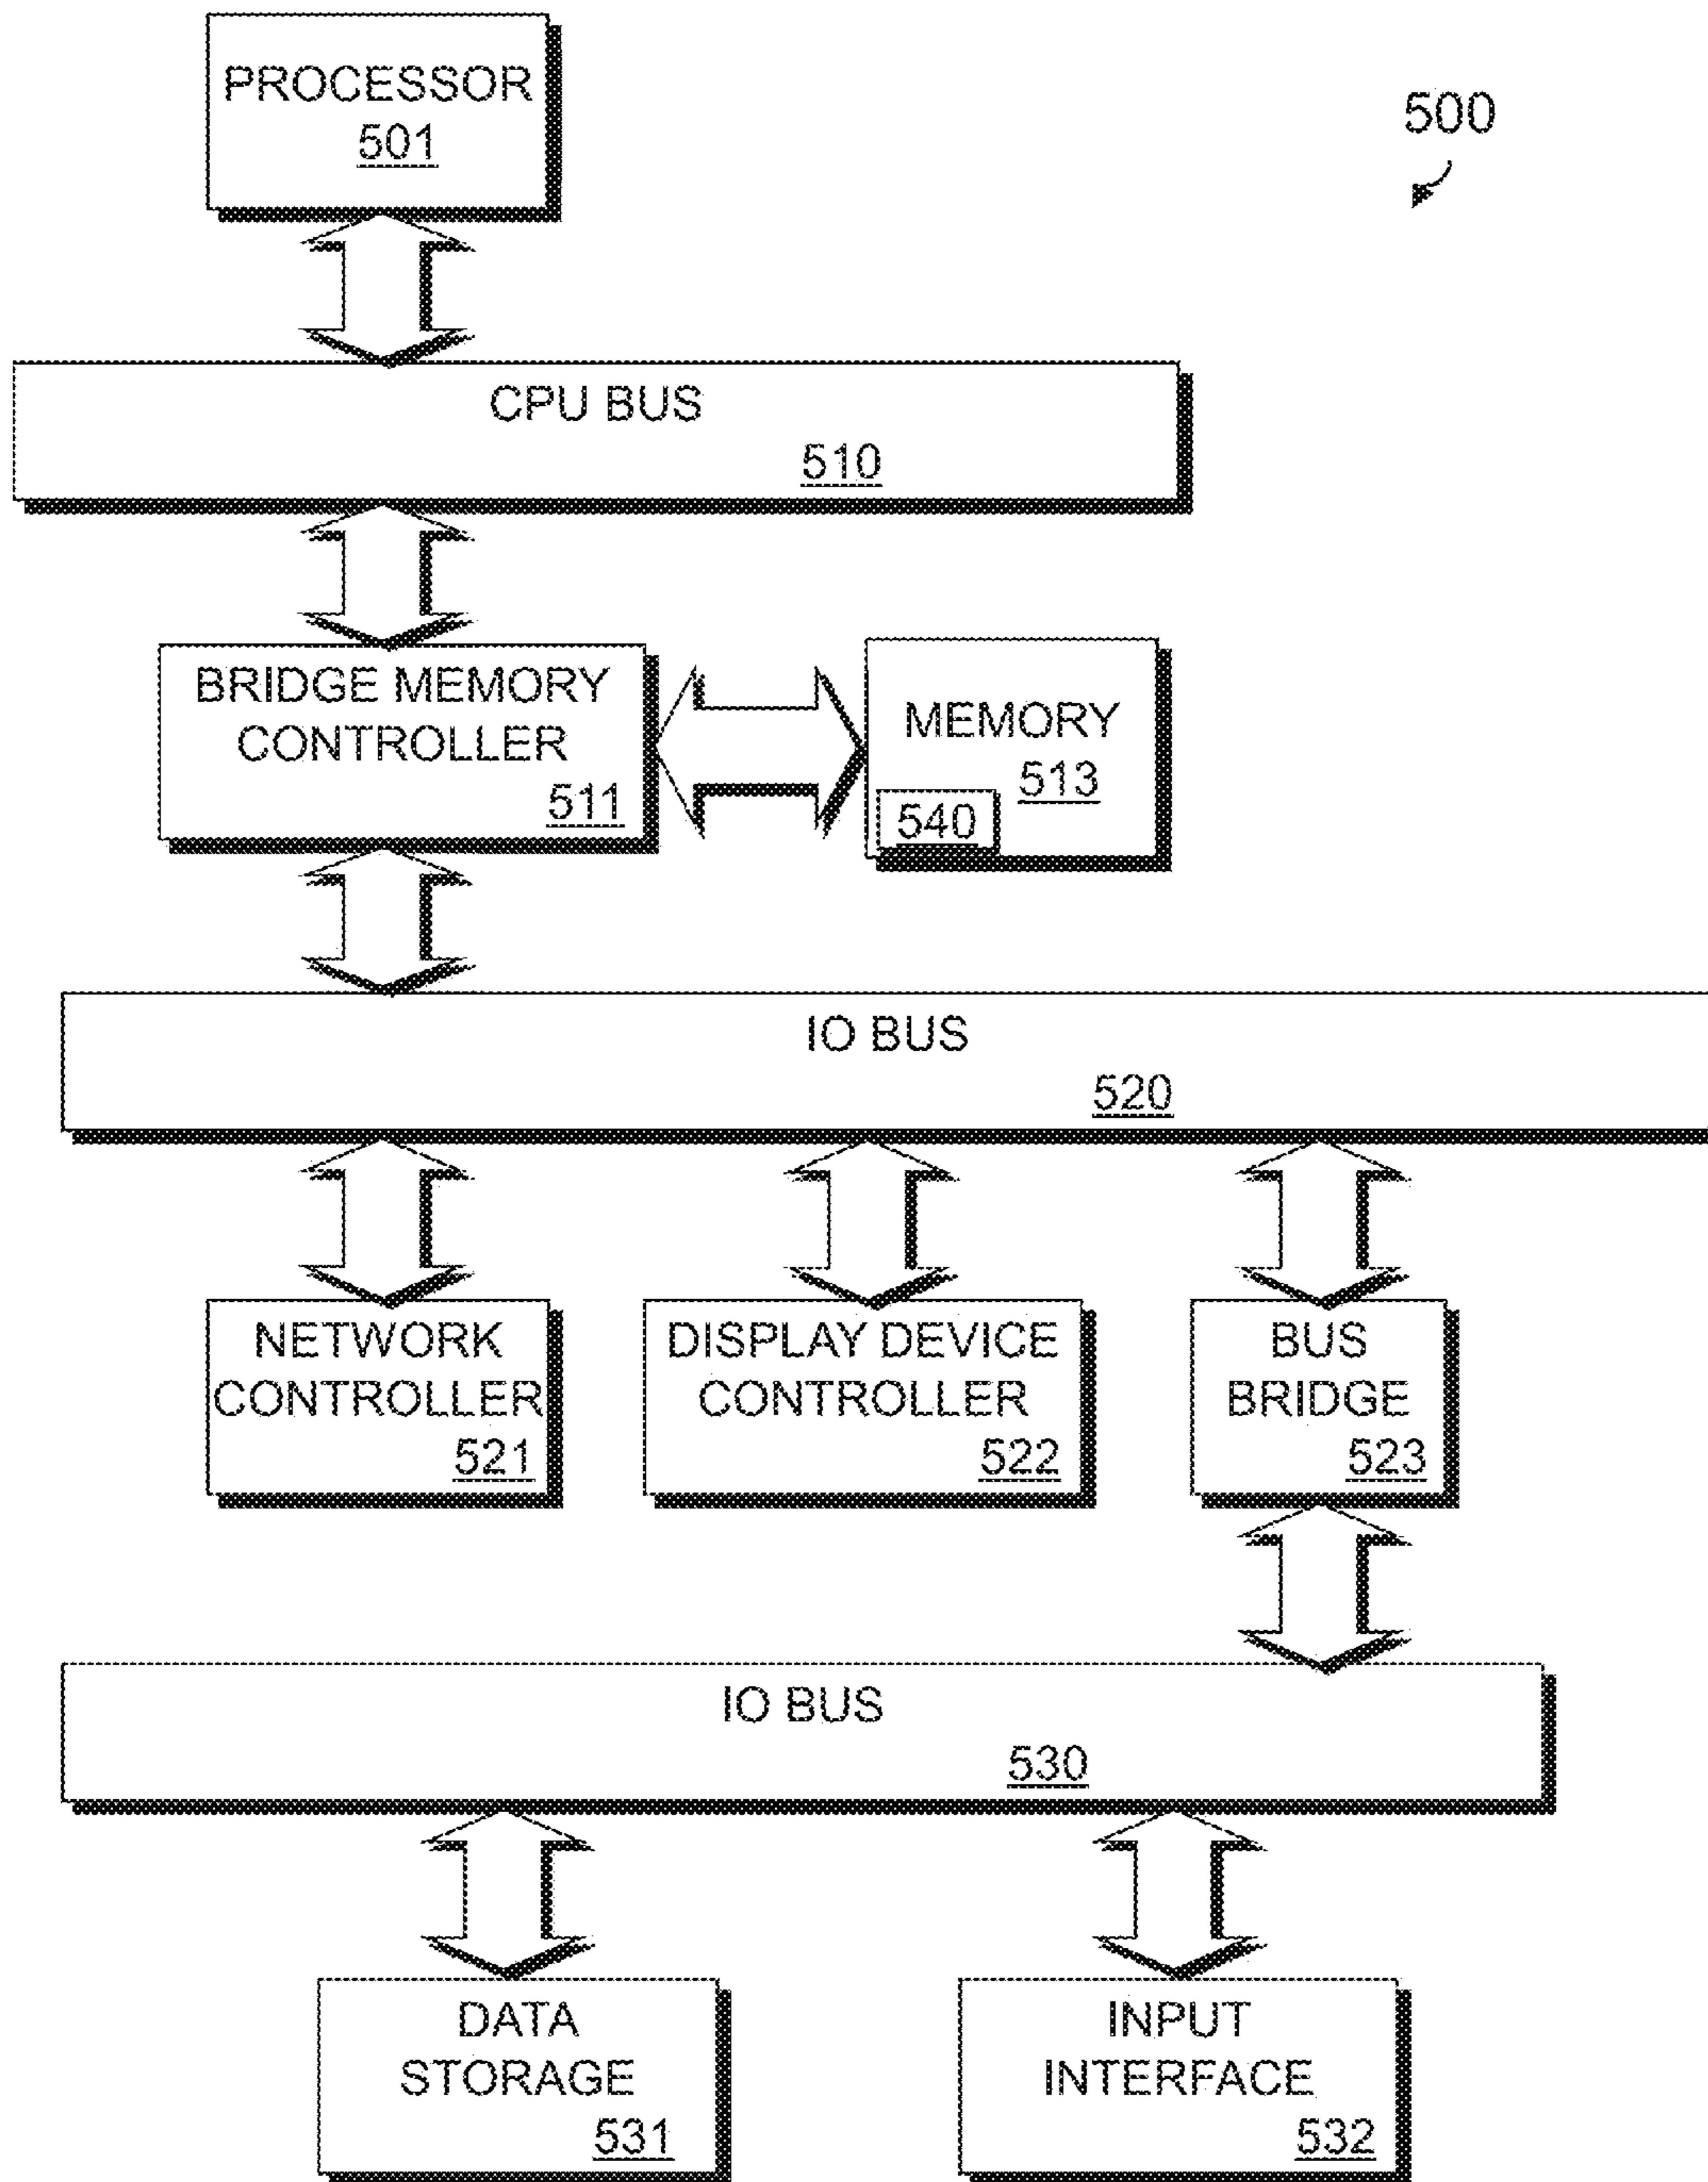 PROCESSOR
501
500
CPU BUS
510
BRIDGE MEMORY
CONTROLLER
511
MEMORY
513
540
IO BUS
520
NETWORK
CONTROLLER
521
DISPLAY DEVICE
CONTROLLER
522
BUS
BRIDGE
523
IO BUS
530
DATA
STORAGE
531
INPUT
INTERFACE
532